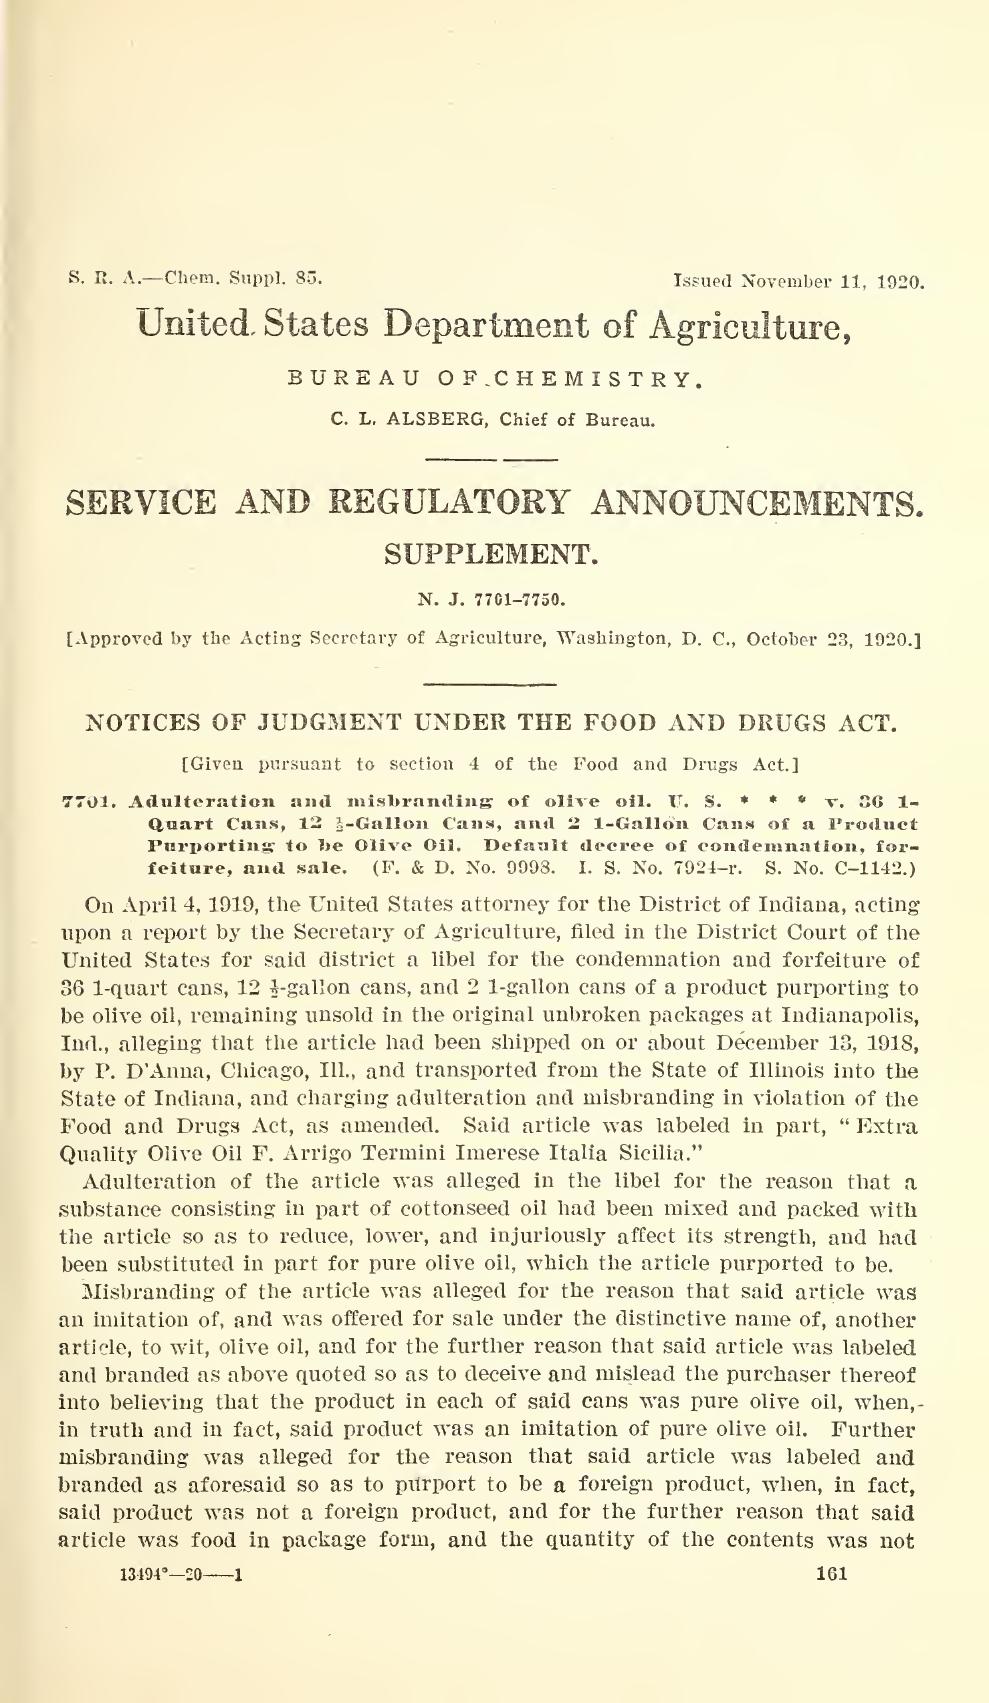 S. R. A.—Chem. Suppl. 85.
Issued November 11, 1920.
United States Department of Agriculture,
BUREAU OF CHEMISTRY.
C. L. ALSBERG, Chief of Bureau.
SERVICE AND REGULATORY ANNOUNCEMENTS.
SUPPLEMENT.
N. J. 7701–7750.
[Approved by the Acting Secretary of Agriculture, Washington, D. C., October 23, 1920.]
NOTICES OF JUDGMENT UNDER THE FOOD AND DRUGS ACT.
[Given pursuant to section 4 of the Food and Drugs Act.]
7701. Adulteration and misbranding of olive oil. U. S. * * * v. 36 1-
Quart Cans, 12 ½-Gallon Cans, and 2 1-Gallon Cans of a Product
Purporting to be Olive Oil. Default decree of condemnation, for-
feiture, and sale. (F. & D. No. 9998. I. S. No. 7924–r. S. No. C–1142.)
On April 4, 1919, the United States attorney for the District of Indiana, acting
upon a report by the Secretary of Agriculture, filed in the District Court of the
United States for said district a libel for the condemnation and forfeiture of
36 1-quart cans, 12 ½-gallon cans, and 2 1-gallon cans of a product purporting to
be olive oil, remaining unsold in the original unbroken packages at Indianapolis,
Ind., alleging that the article had been shipped on or about December 13, 1918,
by P. D'Anna, Chicago, Ill., and transported from the State of Illinois into the
State of Indiana, and charging adulteration and misbranding in violation of the
Food and Drugs Act, as amended. Said article was labeled in part, "Extra
Quality Olive Oil F. Arrigo Termini Imerese Italia Sicilia."
Adulteration of the article was alleged in the libel for the reason that a
substance consisting in part of cottonseed oil had been mixed and packed with
the article so as to reduce, lower, and injuriously affect its strength, and had
been substituted in part for pure olive oil, which the article purported to be.
Misbranding of the article was alleged for the reason that said article was
an imitation of, and was offered for sale under the distinctive name of, another
article, to wit, olive oil, and for the further reason that said article was labeled
and branded as above quoted so as to deceive and mislead the purchaser thereof
into believing that the product in each of said cans was pure olive oil, when,
in truth and in fact, said product was an imitation of pure olive oil. Further
misbranding was alleged for the reason that said article was labeled and
branded as aforesaid so as to purport to be a foreign product, when, in fact,
said product was not a foreign product, and for the further reason that said
article was food in package form, and the quantity of the contents was not
13494°—20——1
161